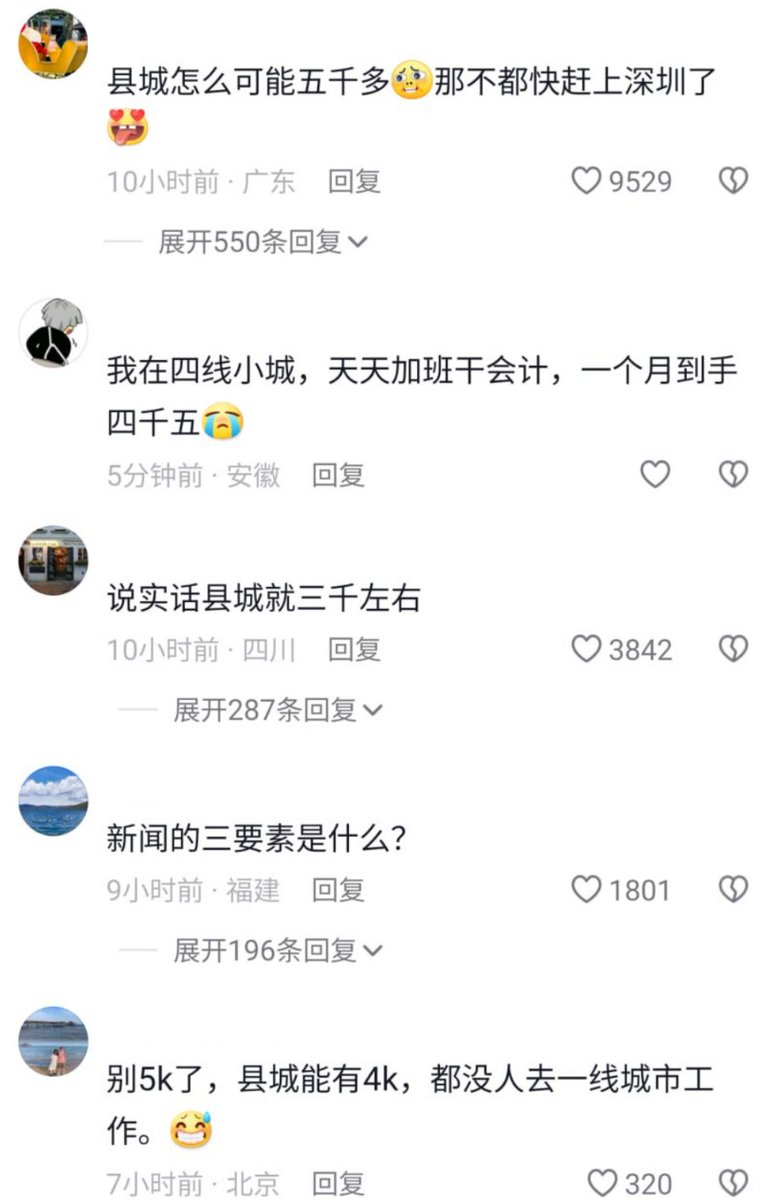 县城怎么可能五千多🥺那不都快赶上深圳了
😍
10小时前 · 广东 回复 9529
展开550条回复
我在四线小城，天天加班干会计，一个月到手
四千五😭
5分钟前 · 安徽 回复
说实话县城就三千左右
10小时前 · 四川 回复 3842
展开287条回复
新闻的三要素是什么？
9小时前 · 福建 回复 1801
展开196条回复
别5k了，县城能有4k，都没人去一线城市工
作。😅
7小时前 · 北京 回复 320